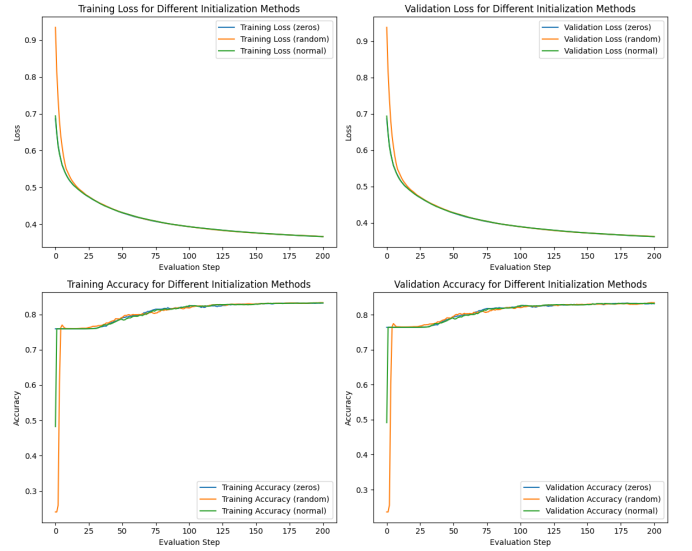 Training Loss for Different Initialization Methods
Training Loss (zeros)
Training Loss (random)
Training Loss (normal)
Loss
0.9
0.8
0.7
0.6
0.5
0.4
0 25 50 75 100 125 150 175 200
Evaluation Step
Validation Loss for Different Initialization Methods
Validation Loss (zeros)
Validation Loss (random)
Validation Loss (normal)
Loss
0.9
0.8
0.7
0.6
0.5
0.4
0 25 50 75 100 125 150 175 200
Evaluation Step
Training Accuracy for Different Initialization Methods
Accuracy
0.8
0.7
0.6
0.5
0.4
0.3
Training Accuracy (zeros)
Training Accuracy (random)
Training Accuracy (normal)
0 25 50 75 100 125 150 175 200
Evaluation Step
Validation Accuracy for Different Initialization Methods
Accuracy
0.8
0.7
0.6
0.5
0.4
0.3
Validation Accuracy (zeros)
Validation Accuracy (random)
Validation Accuracy (normal)
0 25 50 75 100 125 150 175 200
Evaluation Step